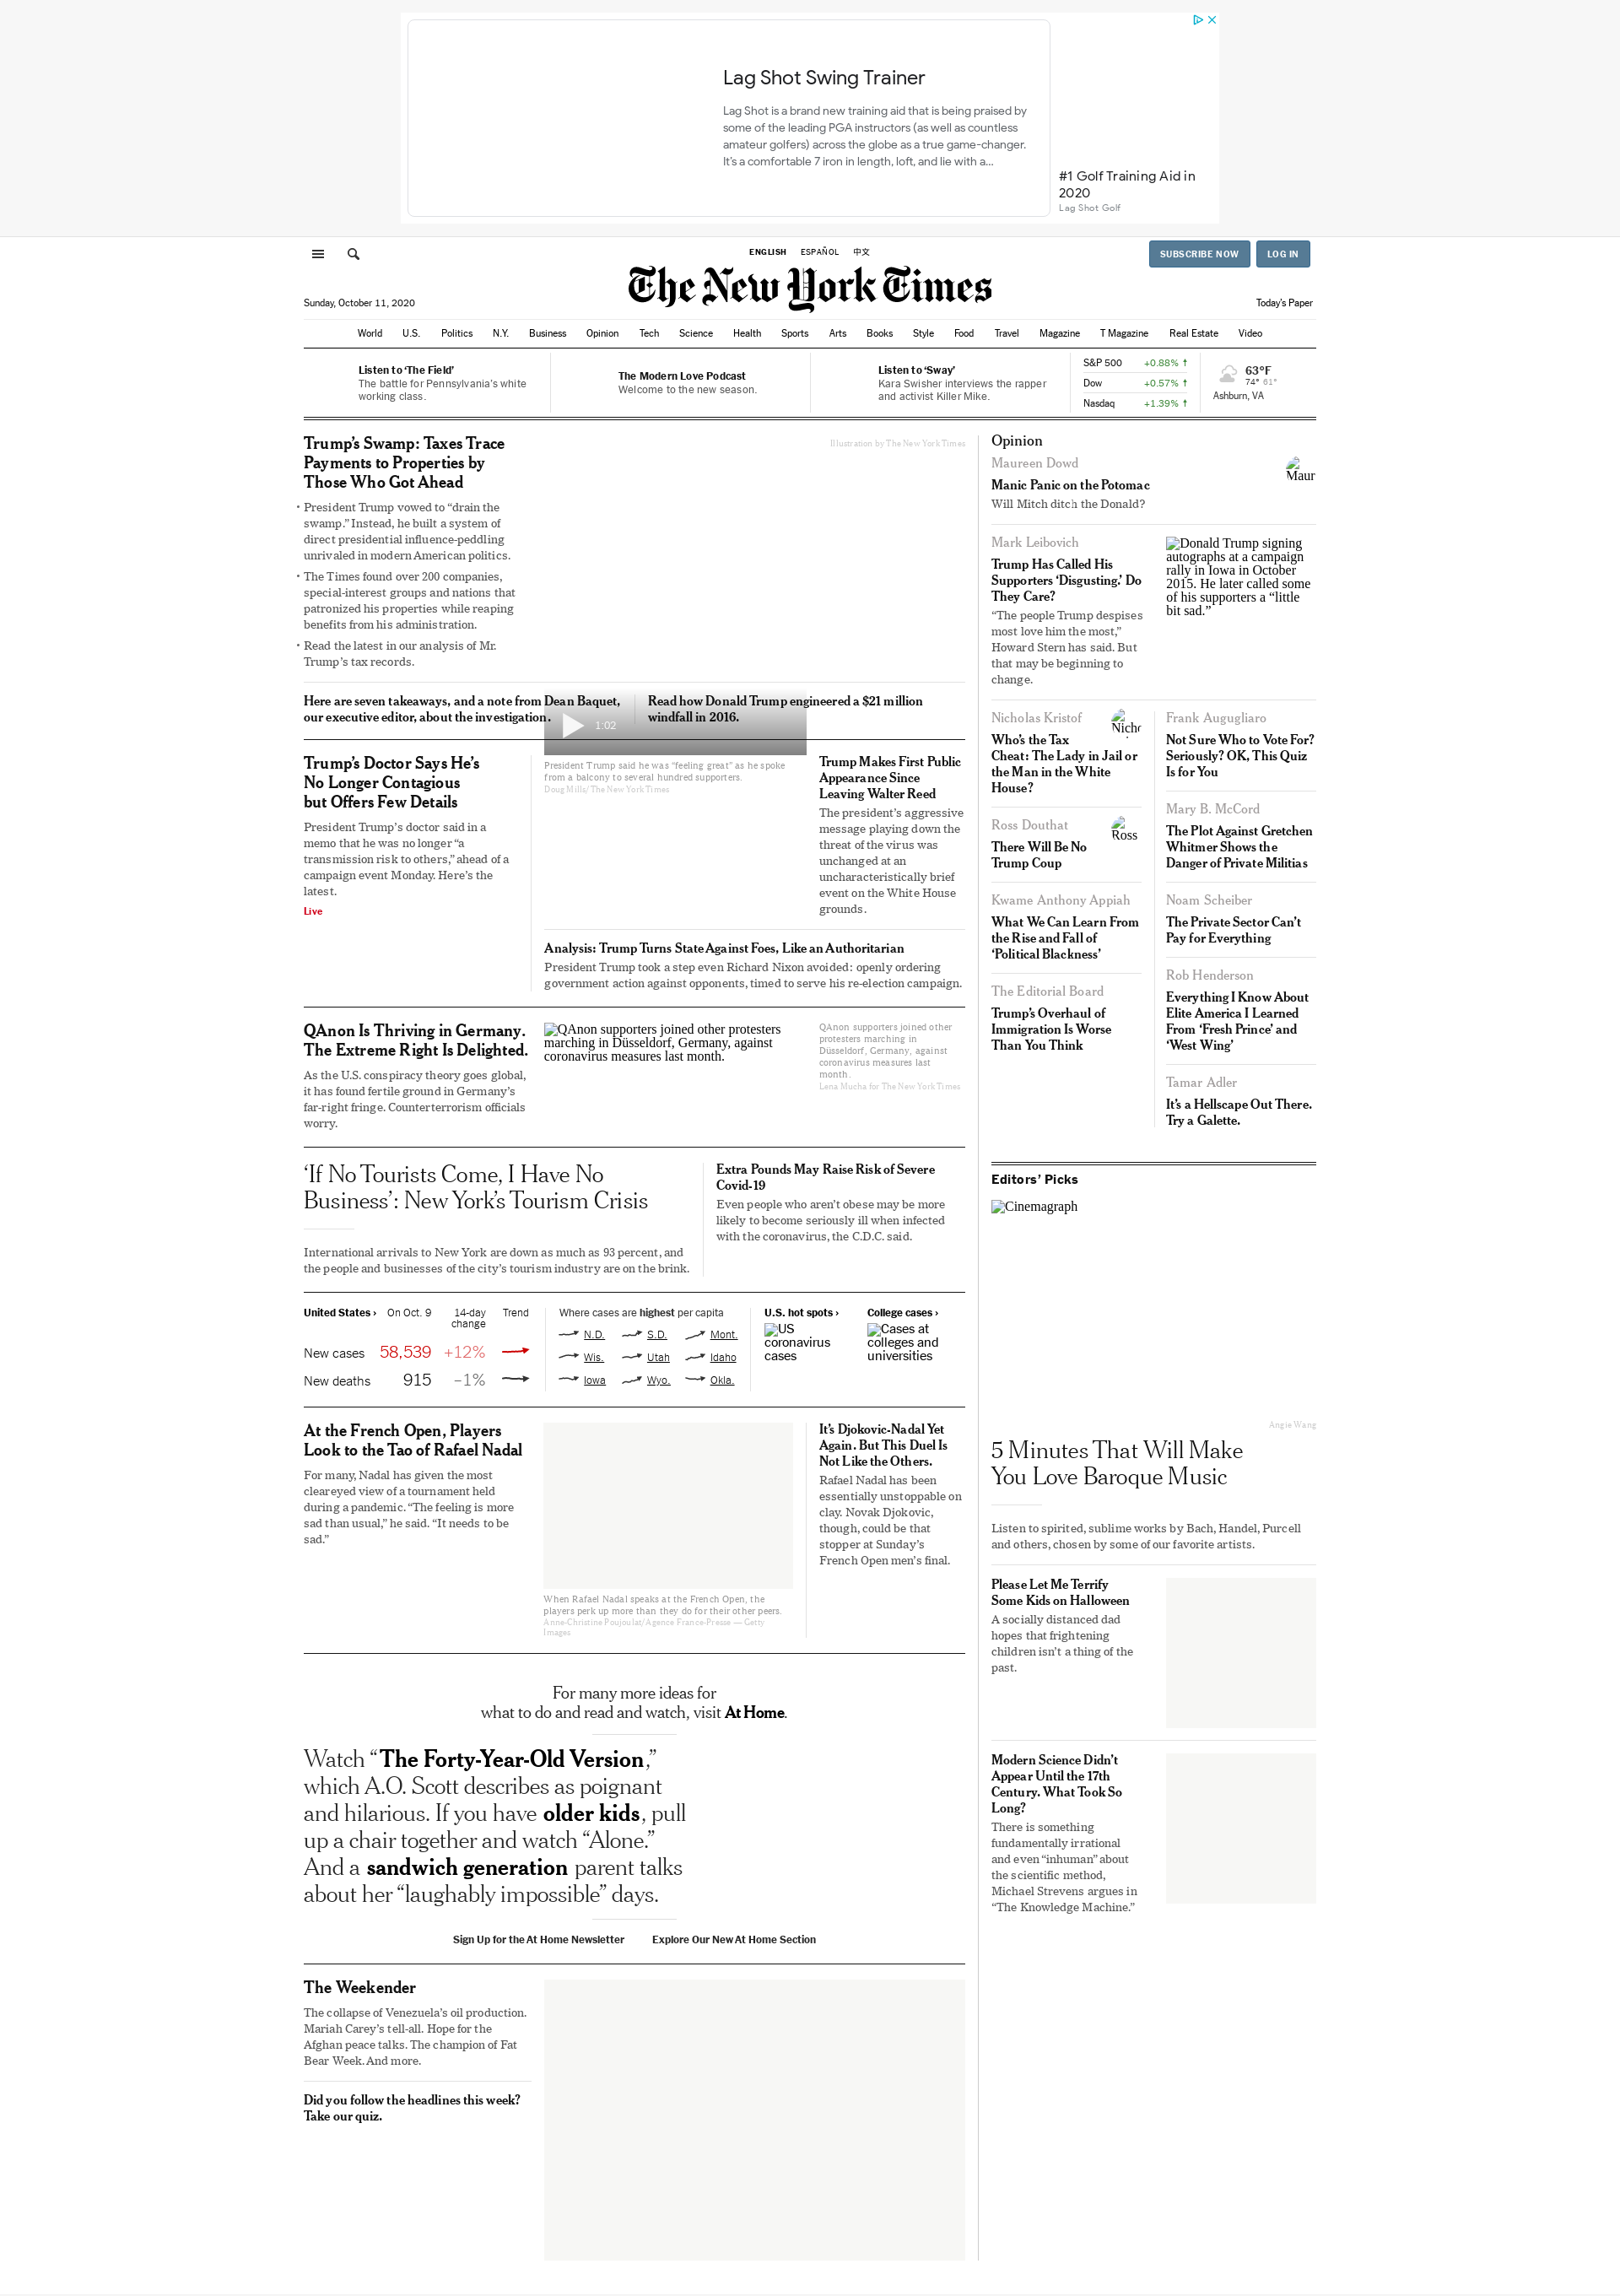 Lag Shot Swing Trainer
Lag Shot is a brand new training aid that is being praised by
some of the leading PGA instructors (as well as countless
amateur golfers) across the globe as a true game-changer.
It's a comfortable 7 iron in length, loft, and lie with a...
#1 Golf Training Aid in
2020
Lag Shot Golf
ENGLISH ESPAÑOL 中文
SUBSCRIBE NOW LOG IN
The New York Times
Sunday, October 11, 2020
Today's Paper
World U.S. Politics N.Y. Business Opinion Tech Science Health Sports Arts Books Style Food Travel Magazine T Magazine Real Estate Video
Listen to ‘The Field’
The battle for Pennsylvania’s white
working class.
The Modern Love Podcast
Welcome to the new season.
Listen to ‘Sway’
Kara Swisher interviews the rapper
and activist Killer Mike.
S&P 500 +0.88% ↑
Dow +0.57% ↑
Nasdaq +1.39% ↑
63°F
74° 61°
Ashburn, VA
Trump’s Swamp: Taxes Trace
Payments to Properties by
Those Who Got Ahead
• President Trump vowed to “drain the
swamp.” Instead, he built a system of
direct presidential influence-peddling
unrivaled in modern American politics.
• The Times found over 200 companies,
special-interest groups and nations that
patronized his properties while reaping
benefits from his administration.
• Read the latest in our analysis of Mr.
Trump’s tax records.
Illustration by The New York Times
Here are seven takeaways, and a note from Dean Baquet,
our executive editor, about the investigation.
Read how Donald Trump engineered a $21 million
windfall in 2016.
1:02
Trump’s Doctor Says He’s
No Longer Contagious
but Offers Few Details
President Trump’s doctor said in a
memo that he was no longer “a
transmission risk to others,” ahead of a
campaign event Monday. Here’s the
latest.
Live
President Trump said he was “feeling great” as he spoke
from a balcony to several hundred supporters.
Doug Mills/The New York Times
Trump Makes First Public
Appearance Since
Leaving Walter Reed
The president’s aggressive
message playing down the
threat of the virus was
unchanged at an
uncharacteristically brief
event on the White House
grounds.
Analysis: Trump Turns State Against Foes, Like an Authoritarian
President Trump took a step even Richard Nixon avoided: openly ordering
government action against opponents, timed to serve his re-election campaign.
QAnon Is Thriving in Germany.
The Extreme Right Is Delighted.
As the U.S. conspiracy theory goes global,
it has found fertile ground in Germany’s
far-right fringe. Counterterrorism officials
worry.
QAnon supporters joined other protesters
marching in Düsseldorf, Germany, against
coronavirus measures last month.
QAnon supporters joined other
protesters marching in
Düsseldorf, Germany, against
coronavirus measures last
month.
Lena Mucha for The New York Times
‘If No Tourists Come, I Have No
Business’: New York’s Tourism Crisis
International arrivals to New York are down as much as 93 percent, and
the people and businesses of the city’s tourism industry are on the brink.
Extra Pounds May Raise Risk of Severe
Covid-19
Even people who aren’t obese may be more
likely to become seriously ill when infected
with the coronavirus, the C.D.C. said.
United States › On Oct. 9 14-day Trend
change
New cases 58,539 +12%
New deaths 915 –1%
Where cases are highest per capita
N.D. S.D. Mont.
Wis. Utah Idaho
Iowa Wyo. Okla.
U.S. hot spots ›
US
coronavirus
cases
College cases ›
Cases at
colleges and
universities
At the French Open, Players
Look to the Tao of Rafael Nadal
For many, Nadal has given the most
cleareyed view of a tournament held
during a pandemic. “The feeling is more
sad than usual,” he said. “It needs to be
sad.”
When Rafael Nadal speaks at the French Open, the
players perk up more than they do for their other peers.
Anne-Christine Poujoulat/Agence France-Presse — Getty
Images
It’s Djokovic-Nadal Yet
Again. But This Duel Is
Not Like the Others.
Rafael Nadal has been
essentially unstoppable on
clay. Novak Djokovic,
though, could be that
stopper at Sunday’s
French Open men’s final.
For many more ideas for
what to do and read and watch, visit At Home.
Watch “The Forty-Year-Old Version,”
which A.O. Scott describes as poignant
and hilarious. If you have older kids, pull
up a chair together and watch “Alone.”
And a sandwich generation parent talks
about her “laughably impossible” days.
Sign Up for the At Home Newsletter Explore Our New At Home Section
The Weekender
The collapse of Venezuela’s oil production.
Mariah Carey’s tell-all. Hope for the
Afghan peace talks. The champion of Fat
Bear Week. And more.
Did you follow the headlines this week?
Take our quiz.
Opinion
Maureen Dowd
Manic Panic on the Potomac
Will Mitch ditch the Donald?
Maur
Mark Leibovich
Trump Has Called His
Supporters ‘Disgusting.’ Do
They Care?
“The people Trump despises
most love him the most,”
Howard Stern has said. But
that may be beginning to
change.
Donald Trump signing
autographs at a campaign
rally in Iowa in October
2015. He later called some
of his supporters a “little
bit sad.”
Nicholas Kristof
Who’s the Tax
Cheat: The Lady in Jail or
the Man in the White
House?
Nicho
Ross Douthat
There Will Be No
Trump Coup
Ross
Kwame Anthony Appiah
What We Can Learn From
the Rise and Fall of
‘Political Blackness’
The Editorial Board
Trump’s Overhaul of
Immigration Is Worse
Than You Think
Frank Augugliaro
Not Sure Who to Vote For?
Seriously? OK, This Quiz
Is for You
Mary B. McCord
The Plot Against Gretchen
Whitmer Shows the
Danger of Private Militias
Noam Scheiber
The Private Sector Can’t
Pay for Everything
Rob Henderson
Everything I Know About
Elite America I Learned
From ‘Fresh Prince’ and
‘West Wing’
Tamar Adler
It’s a Hellscape Out There.
Try a Galette.
Editors’ Picks
Cinemagraph
Angie Wang
5 Minutes That Will Make
You Love Baroque Music
Listen to spirited, sublime works by Bach, Handel, Purcell
and others, chosen by some of our favorite artists.
Please Let Me Terrify
Some Kids on Halloween
A socially distanced dad
hopes that frightening
children isn’t a thing of the
past.
Modern Science Didn’t
Appear Until the 17th
Century. What Took So
Long?
There is something
fundamentally irrational
and even “inhuman” about
the scientific method,
Michael Strevens argues in
“The Knowledge Machine.”